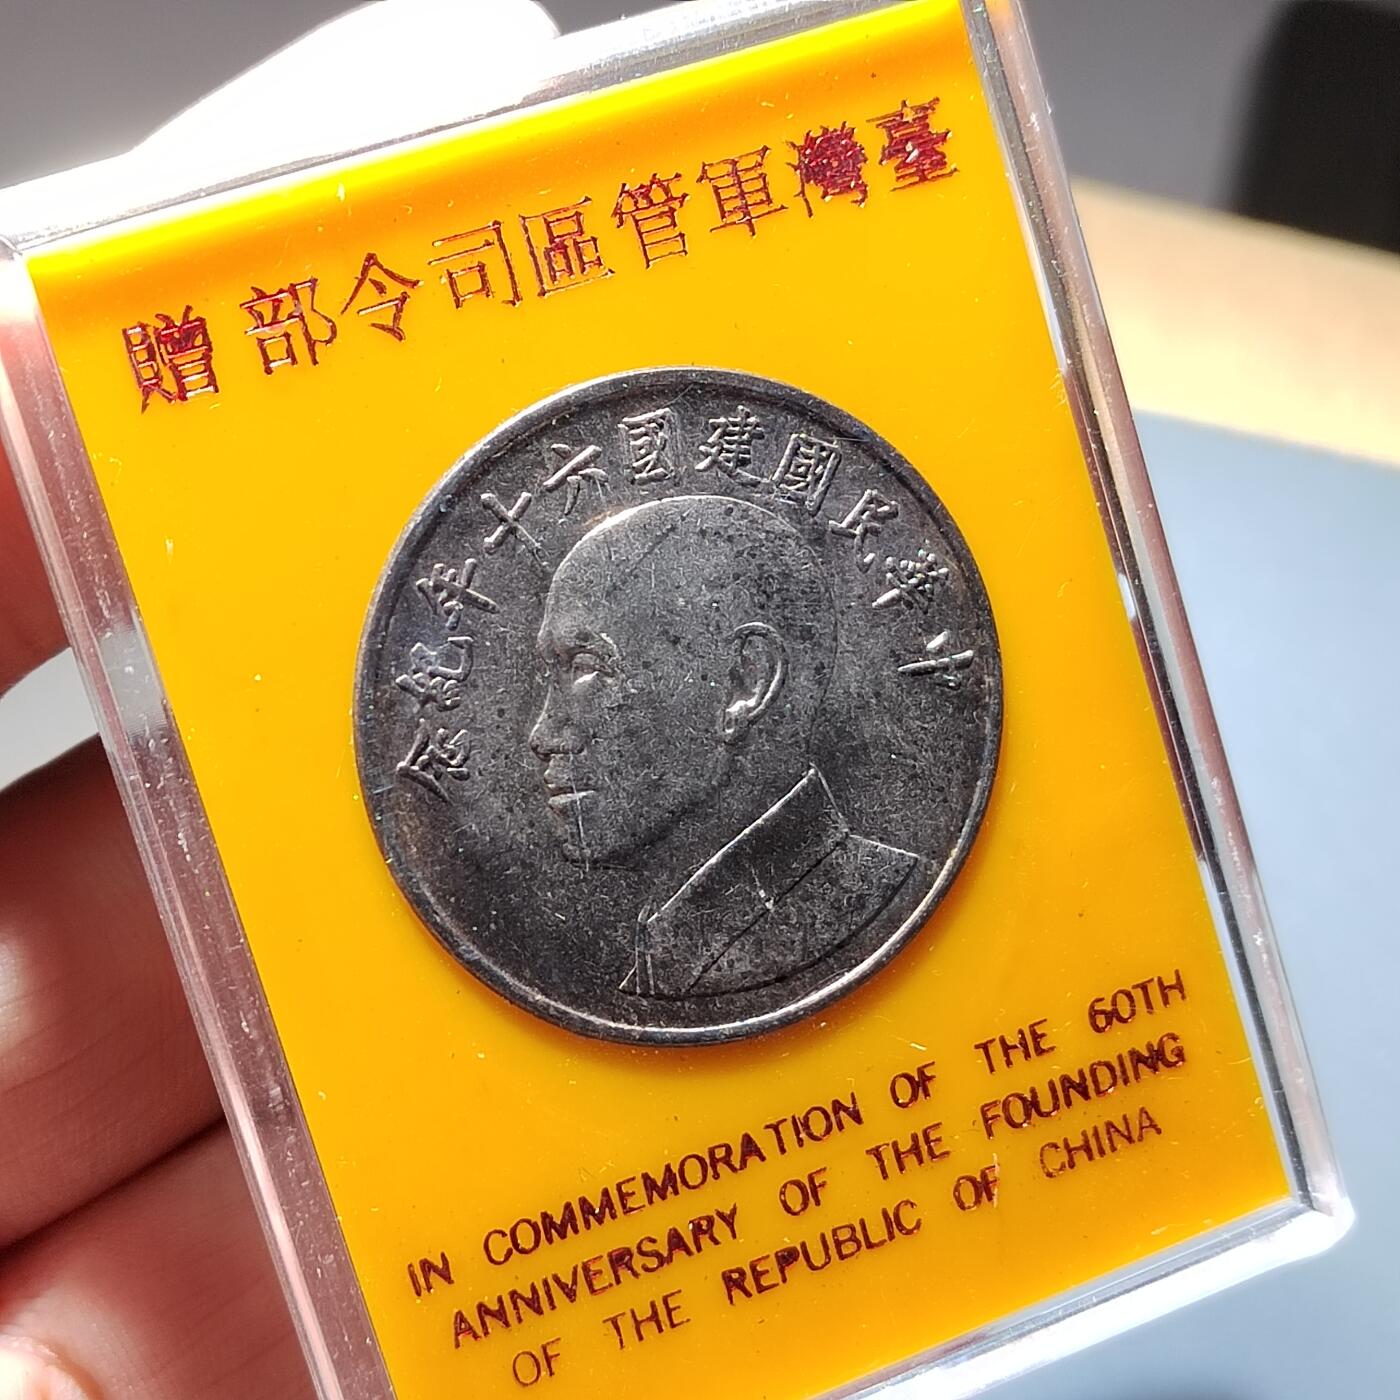 臺灣軍管區司令部 贈
中華民國建國六十年紀念
IN COMMEMORATION OF THE 60TH
ANNIVERSARY OF THE FOUNDING
OF THE REPUBLIC OF CHINA